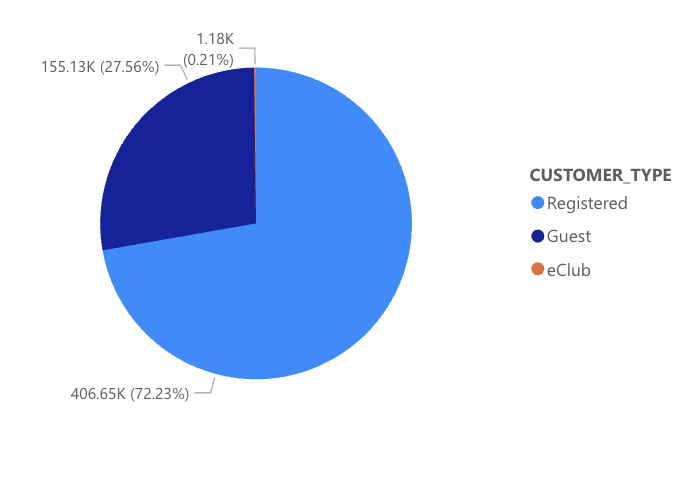 1.18K
(0.21%)
155.13K (27.56%)
406.65K (72.23%)
CUSTOMER_TYPE
Registered
Guest
eClub